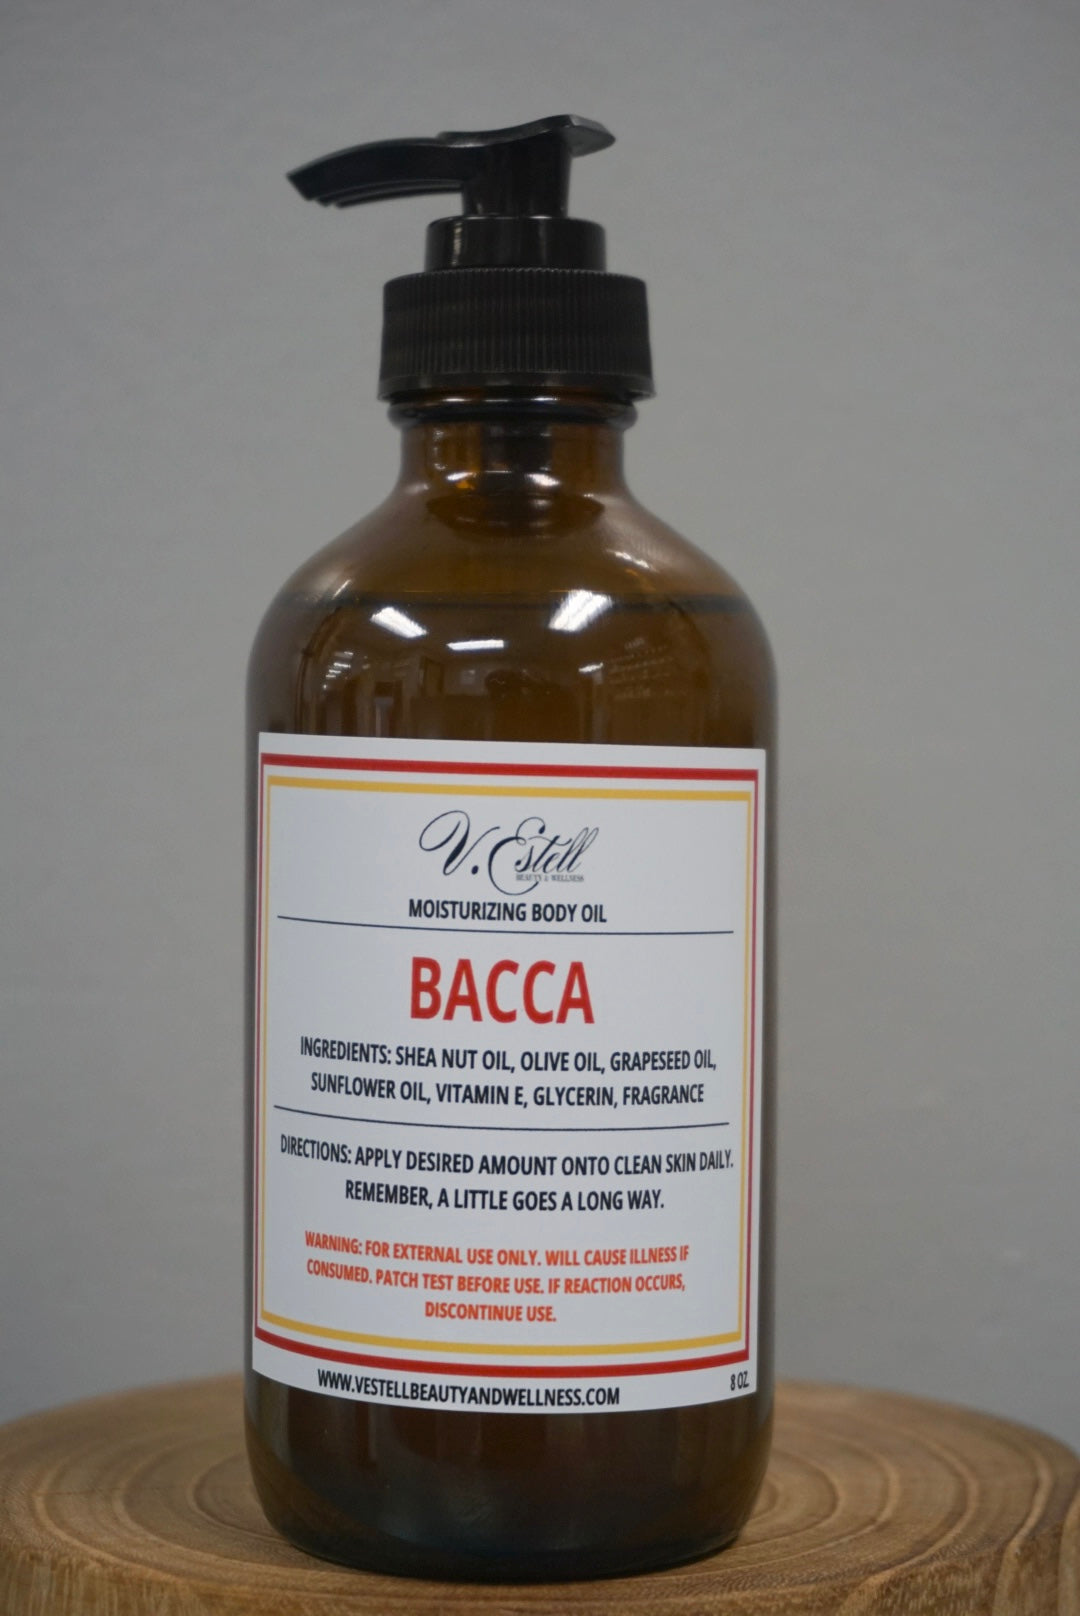 V. Estell
BEAUTY & WELLNESS
MOISTURIZING BODY OIL
BACCA
INGREDIENTS: SHEA NUT OIL, OLIVE OIL, GRAPESEED OIL,
SUNFLOWER OIL, VITAMIN E, GLYCERIN, FRAGRANCE
DIRECTIONS: APPLY DESIRED AMOUNT ONTO CLEAN SKIN DAILY.
REMEMBER, A LITTLE GOES A LONG WAY.
WARNING: FOR EXTERNAL USE ONLY. WILL CAUSE ILLNESS IF
CONSUMED. PATCH TEST BEFORE USE. IF REACTION OCCURS,
DISCONTINUE USE.
WWW.VESTELLBEAUTYANDWELLNESS.COM
8 OZ